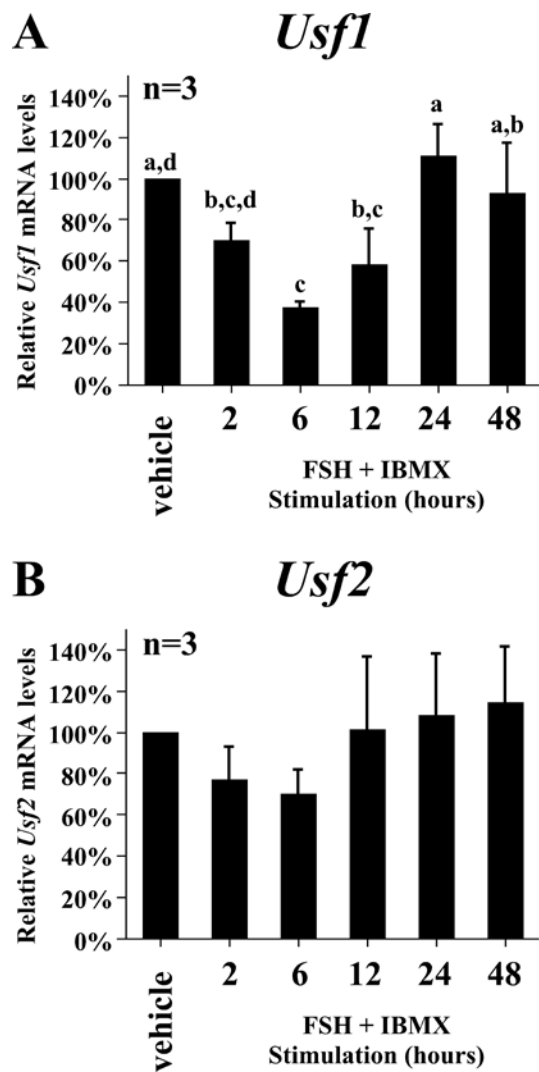 A
Usf1
Relative Usf1 mRNA levels
140%
120%
100%
80%
60%
40%
20%
0%
n=3
a,d
b,c,d
c
b,c
a
a,b
vehicle
2
6
12
24
48
FSH + IBMX
Stimulation (hours)
B
Usf2
Relative Usf2 mRNA levels
140%
120%
100%
80%
60%
40%
20%
0%
n=3
vehicle
2
6
12
24
48
FSH + IBMX
Stimulation (hours)